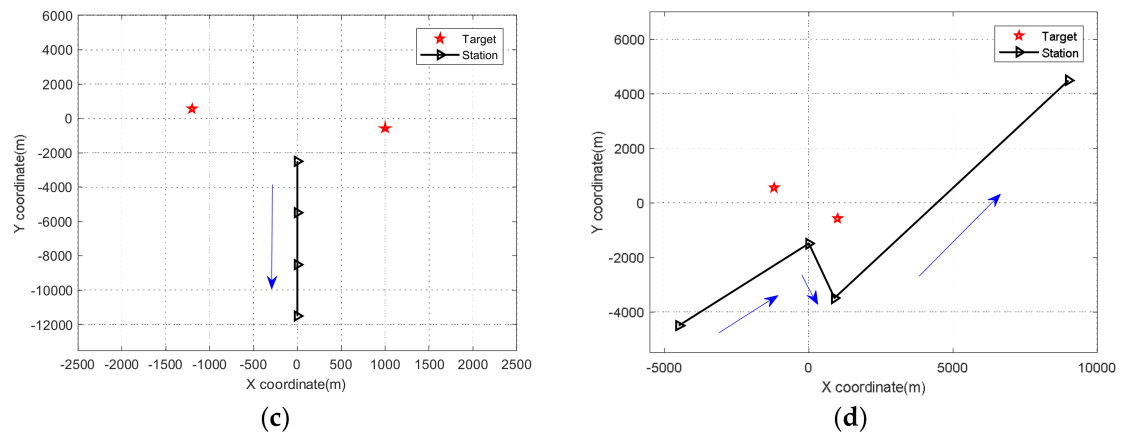 6000
4000
2000
0
-2000
-4000
-6000
-8000
-10000
-12000
-2500 -2000 -1500 -1000 -500 0 500 1000 1500 2000 2500
X coordinate(m)
Y coordinate(m)
Target
Station
(c)
6000
4000
2000
0
-2000
-4000
-5000 0 5000 10000
X coordinate(m)
Y coordinate(m)
Target
Station
(d)